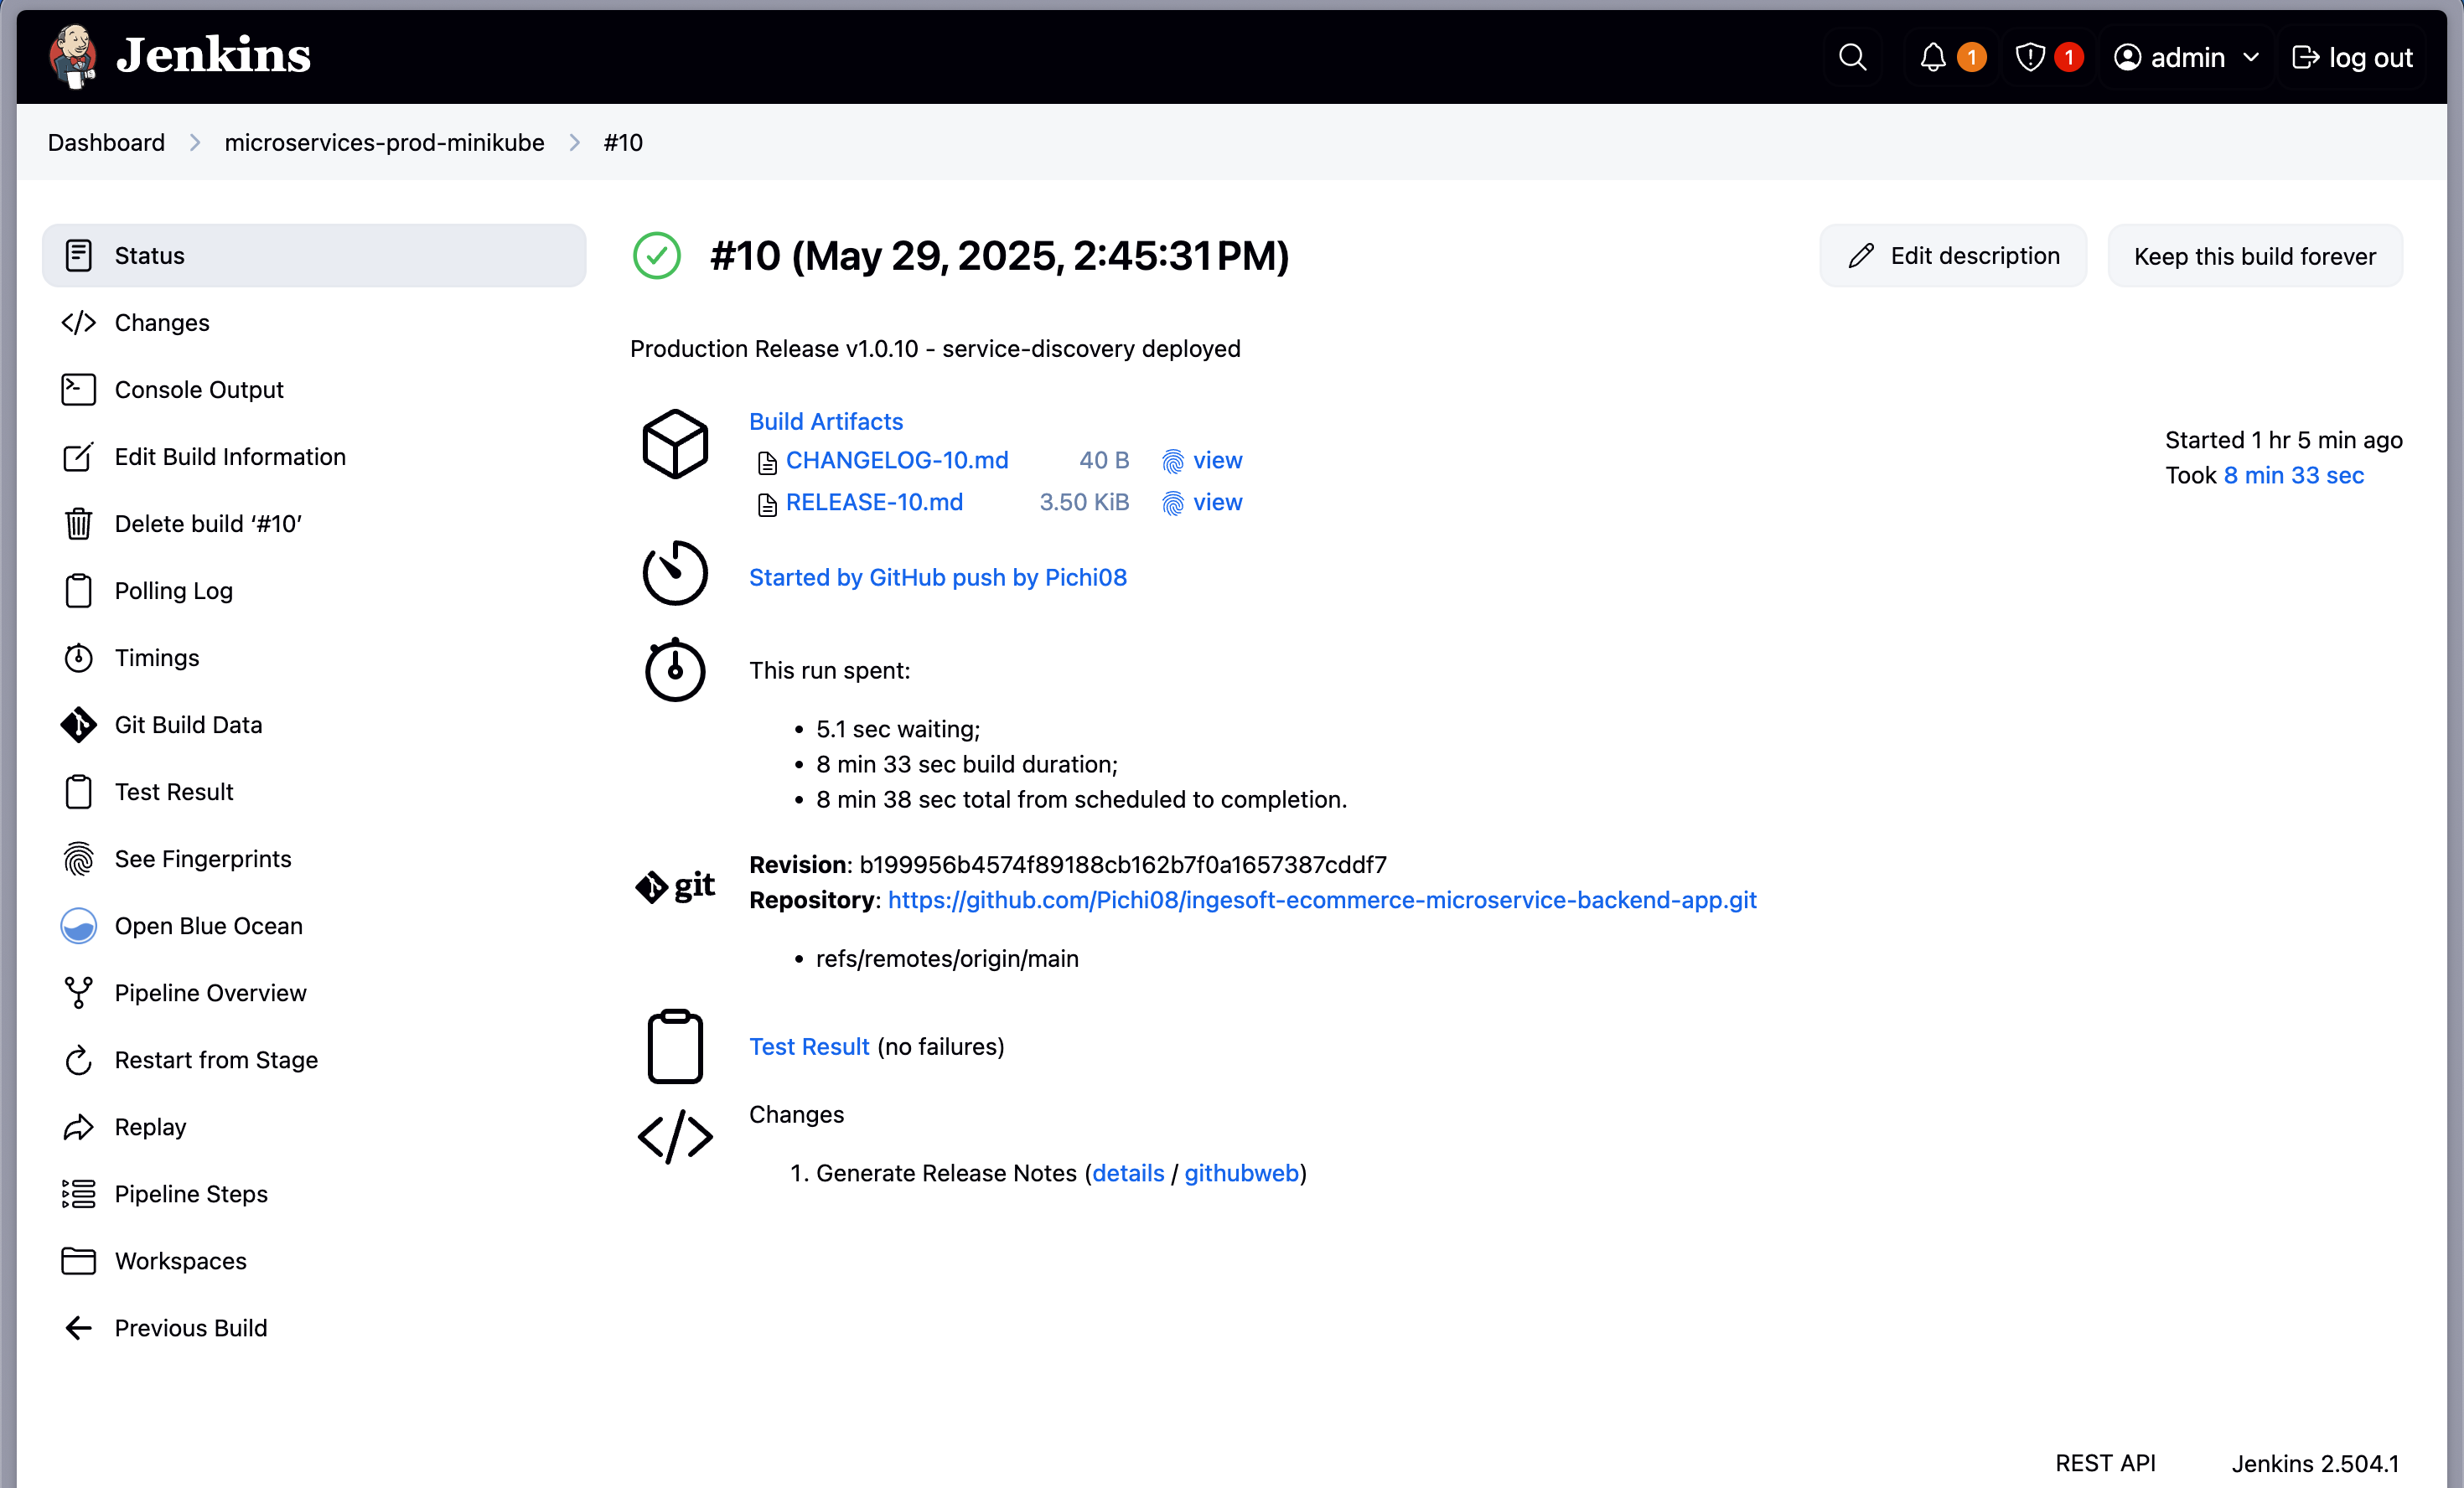 Jenkins
1
1
admin
log out
Dashboard
microservices-prod-minikube
#10
Status
Changes
Console Output
Edit Build Information
Delete build ‘#10’
Polling Log
Timings
Git Build Data
Test Result
See Fingerprints
Open Blue Ocean
Pipeline Overview
Restart from Stage
Replay
Pipeline Steps
Workspaces
Previous Build
#10 (May 29, 2025, 2:45:31 PM)
Edit description
Keep this build forever
Production Release v1.0.10 - service-discovery deployed
Build Artifacts
CHANGELOG-10.md 40 B view
RELEASE-10.md 3.50 KiB view
Started 1 hr 5 min ago
Took 8 min 33 sec
Started by GitHub push by Pichi08
This run spent:
• 5.1 sec waiting;
• 8 min 33 sec build duration;
• 8 min 38 sec total from scheduled to completion.
git
Revision: b199956b4574f89188cb162b7f0a1657387cddf7
Repository: https://github.com/Pichi08/ingesoft-ecommerce-microservice-backend-app.git
• refs/remotes/origin/main
Test Result (no failures)
Changes
1. Generate Release Notes (details / githubweb)
REST API
Jenkins 2.504.1